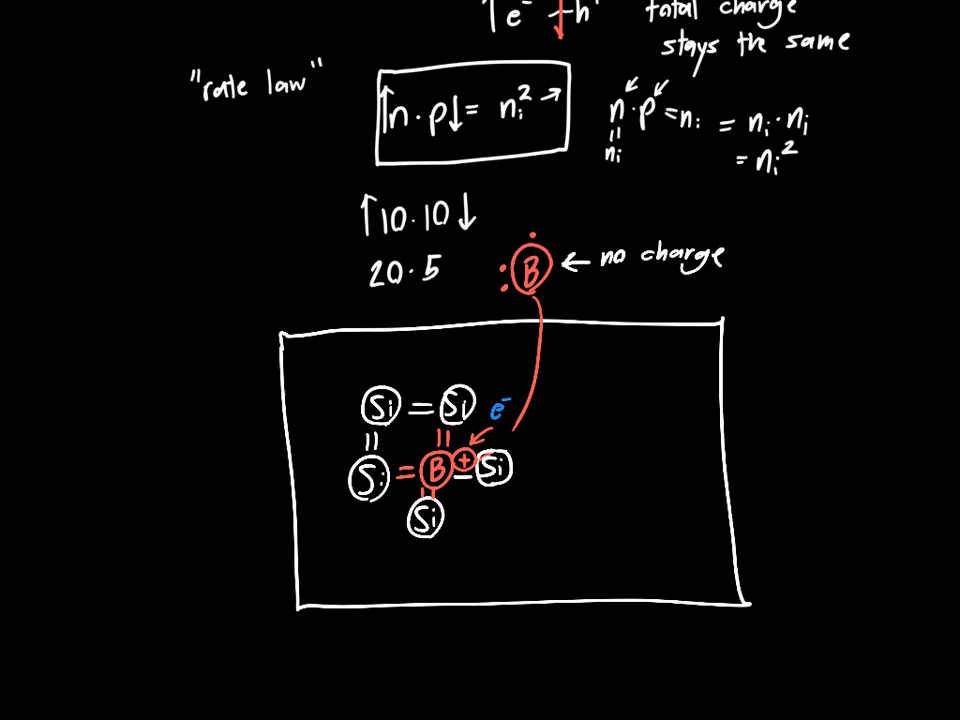 ↑e⁻ ↓h⁺ total charge
stays the same
"rate law"
↑n · p↓ = nᵢ² →
n · p = nᵢ = nᵢ · nᵢ
nᵢ
= nᵢ²
↑10 · 10↓
20 · 5
B ← no charge
Si = Si e⁻
Si = B + – Si
Si